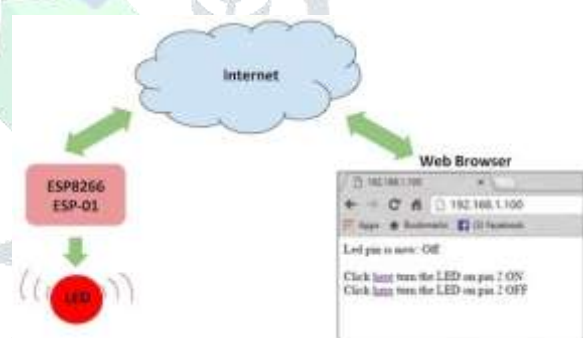 Internet
Web Browser
ESP8266
ESP-01
LED
192.168.1.100
192.168.1.100
Apps Bookmarks Facebook
Led pin is now: Off
Click here turn the LED on pin 2 ON
Click here turn the LED on pin 2 OFF